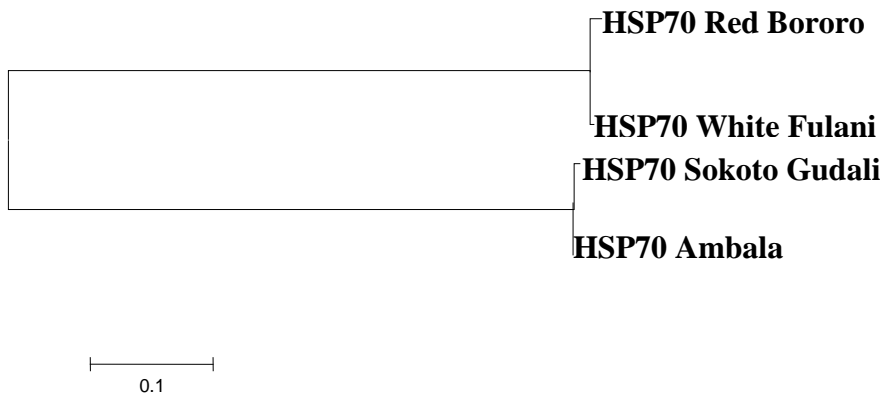 HSP70 Red Bororo
HSP70 White Fulani
HSP70 Sokoto Gudali
HSP70 Ambala
0.1